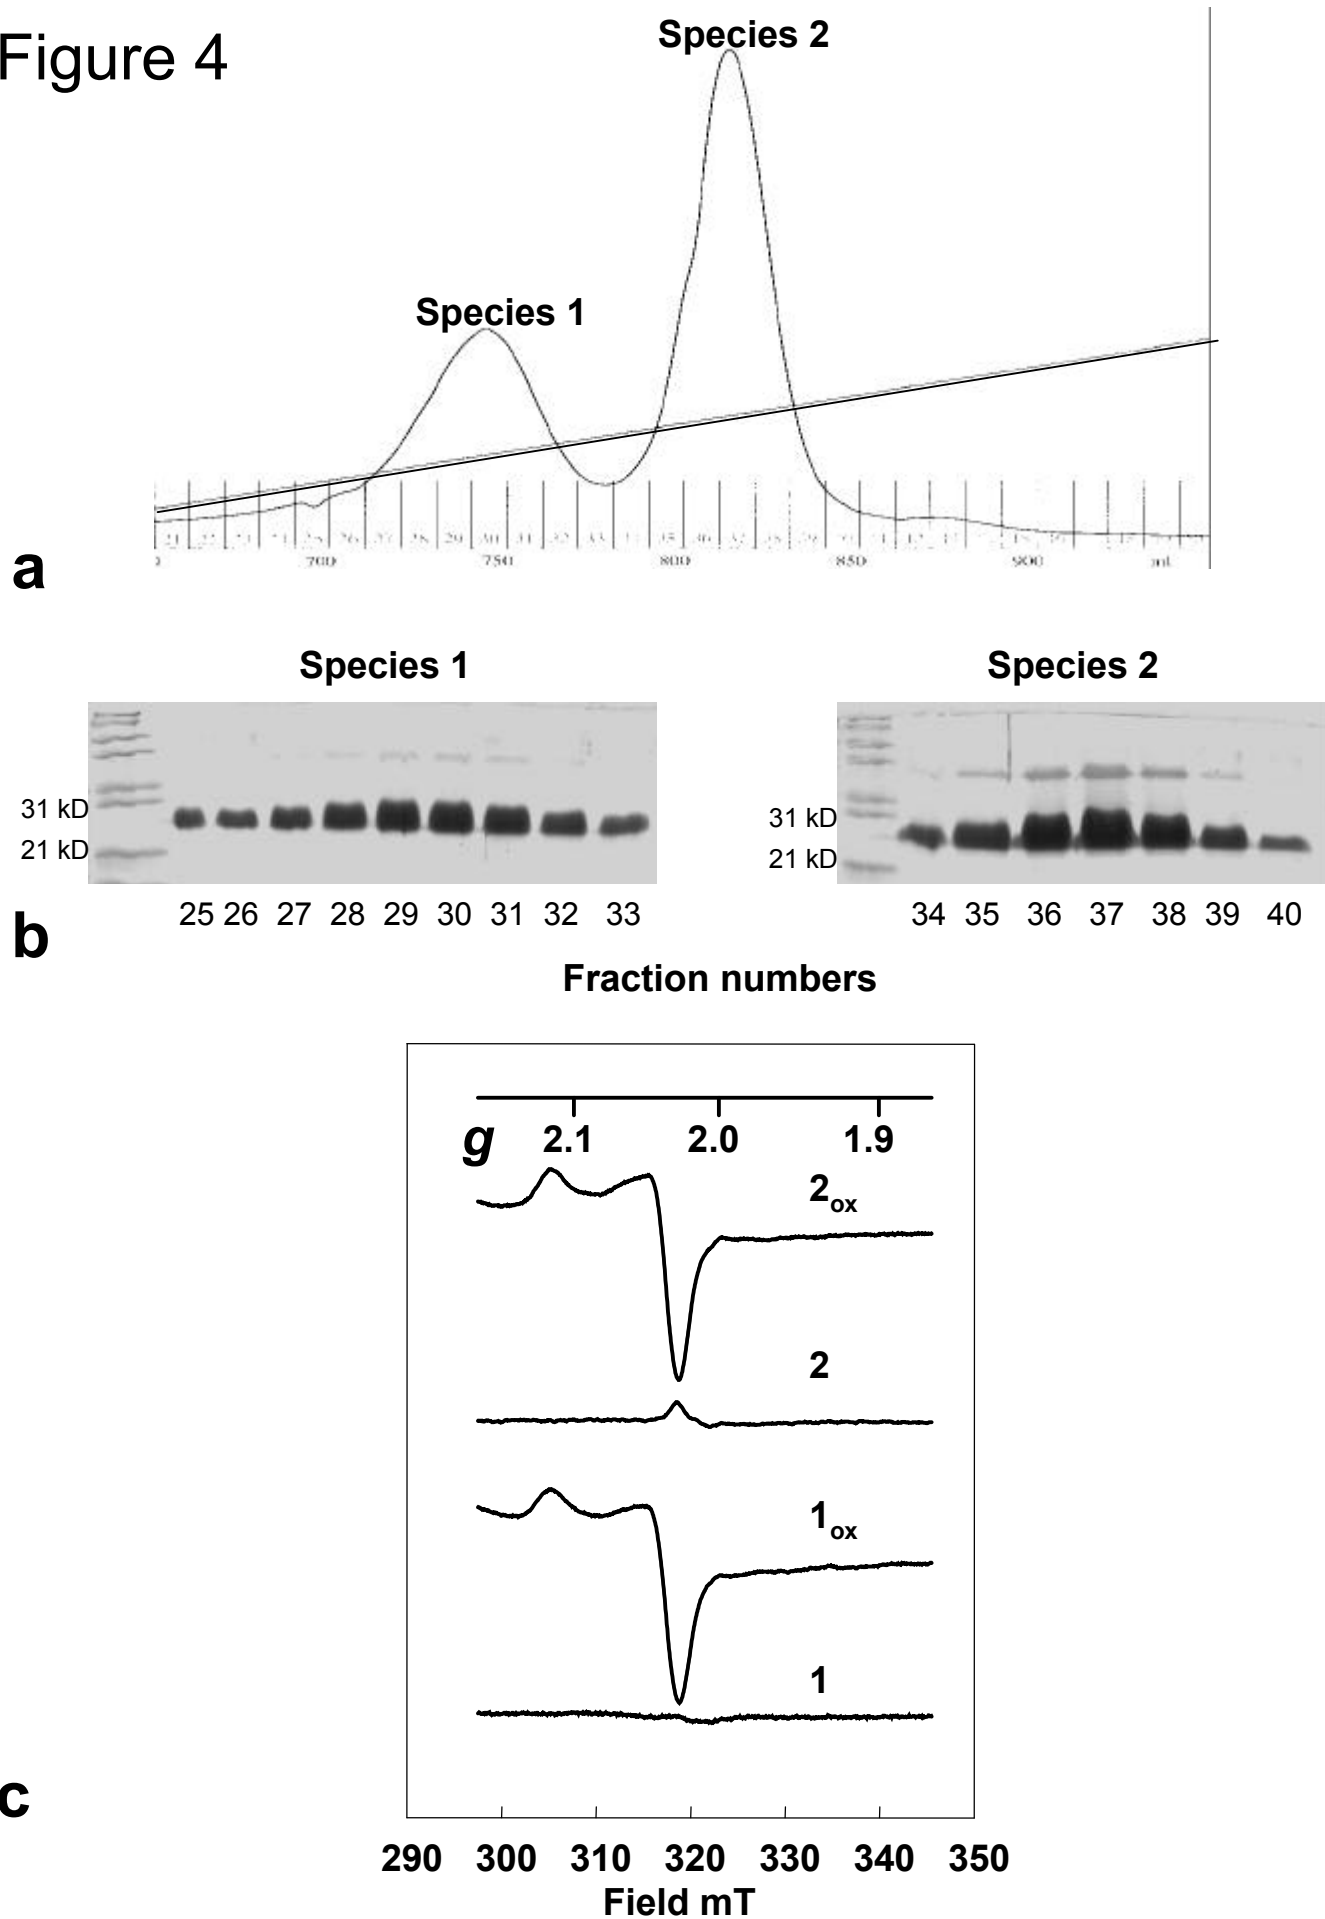 Figure 4
Species 2
Species 1
700 750 800 850 900 ml
a
Species 1 Species 2
31 kD
21 kD
31 kD
21 kD
25 26 27 28 29 30 31 32 33
34 35 36 37 38 39 40
b
Fraction numbers
g 2.1 2.0 1.9
2ox
2
1ox
1
c
290 300 310 320 330 340 350
Field mT